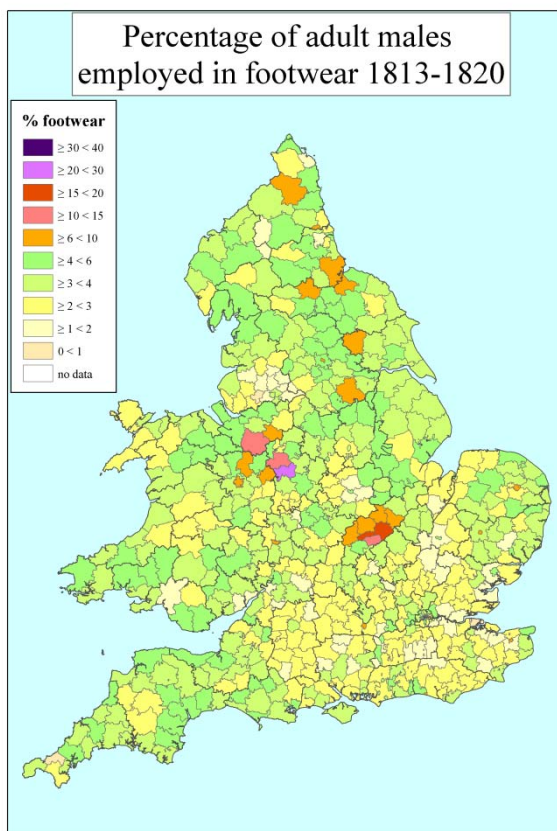 Percentage of adult males
employed in footwear 1813-1820
% footwear
≥ 30 < 40
≥ 20 < 30
≥ 15 < 20
≥ 10 < 15
≥ 6 < 10
≥ 4 < 6
≥ 3 < 4
≥ 2 < 3
≥ 1 < 2
0 < 1
no data